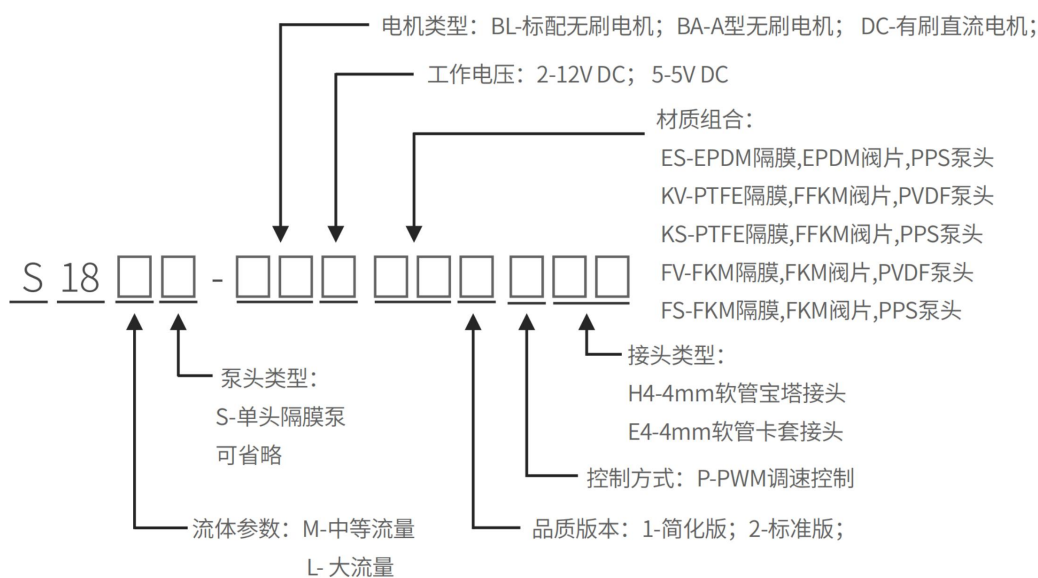 电机类型：BL-标配无刷电机；BA-A型无刷电机； DC-有刷直流电机；
工作电压：2-12V DC； 5-5V DC
材质组合：
ES-EPDM隔膜,EPDM阀片,PPS泵头
KV-PTFE隔膜,FFKM阀片,PVDF泵头
KS-PTFE隔膜,FFKM阀片,PPS泵头
FV-FKM隔膜,FKM阀片,PVDF泵头
FS-FKM隔膜,FKM阀片,PPS泵头
S 18 □□-□□□ □□□ □□□
接头类型：
H4-4mm软管宝塔接头
E4-4mm软管卡套接头
泵头类型：
S-单头隔膜泵
可省略
控制方式：P-PWM调速控制
流体参数：M-中等流量
L- 大流量
品质版本：1-简化版；2-标准版；